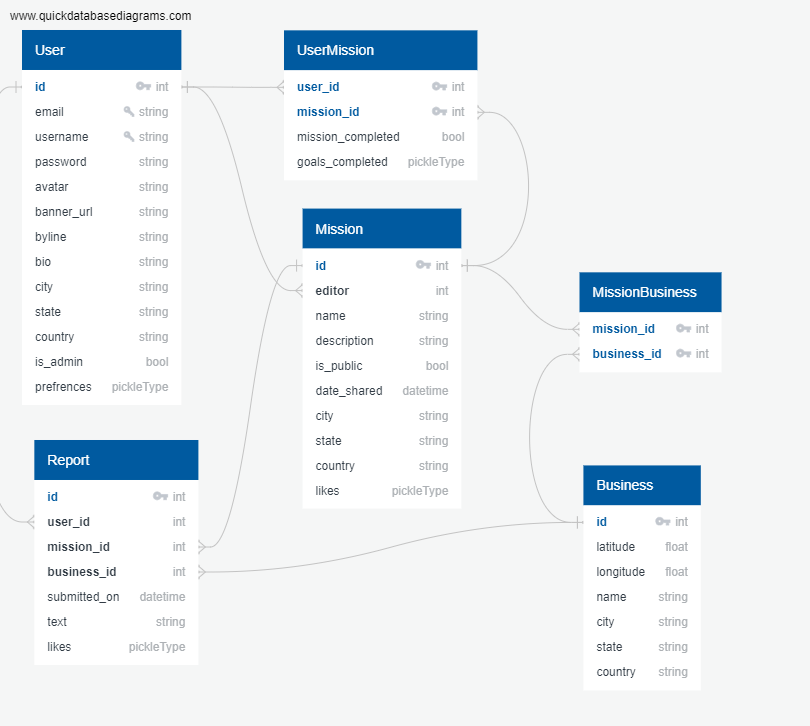 www.quickdatabasediagrams.com
User
id int
email string
username string
password string
avatar string
banner_url string
byline string
bio string
city string
state string
country string
is_admin bool
prefrences pickleType
UserMission
user_id int
mission_id int
mission_completed bool
goals_completed pickleType
Mission
id int
editor int
name string
description string
is_public bool
date_shared datetime
city string
state string
country string
likes pickleType
MissionBusiness
mission_id int
business_id int
Report
id int
user_id int
mission_id int
business_id int
submitted_on datetime
text string
likes pickleType
Business
id int
latitude float
longitude float
name string
city string
state string
country string